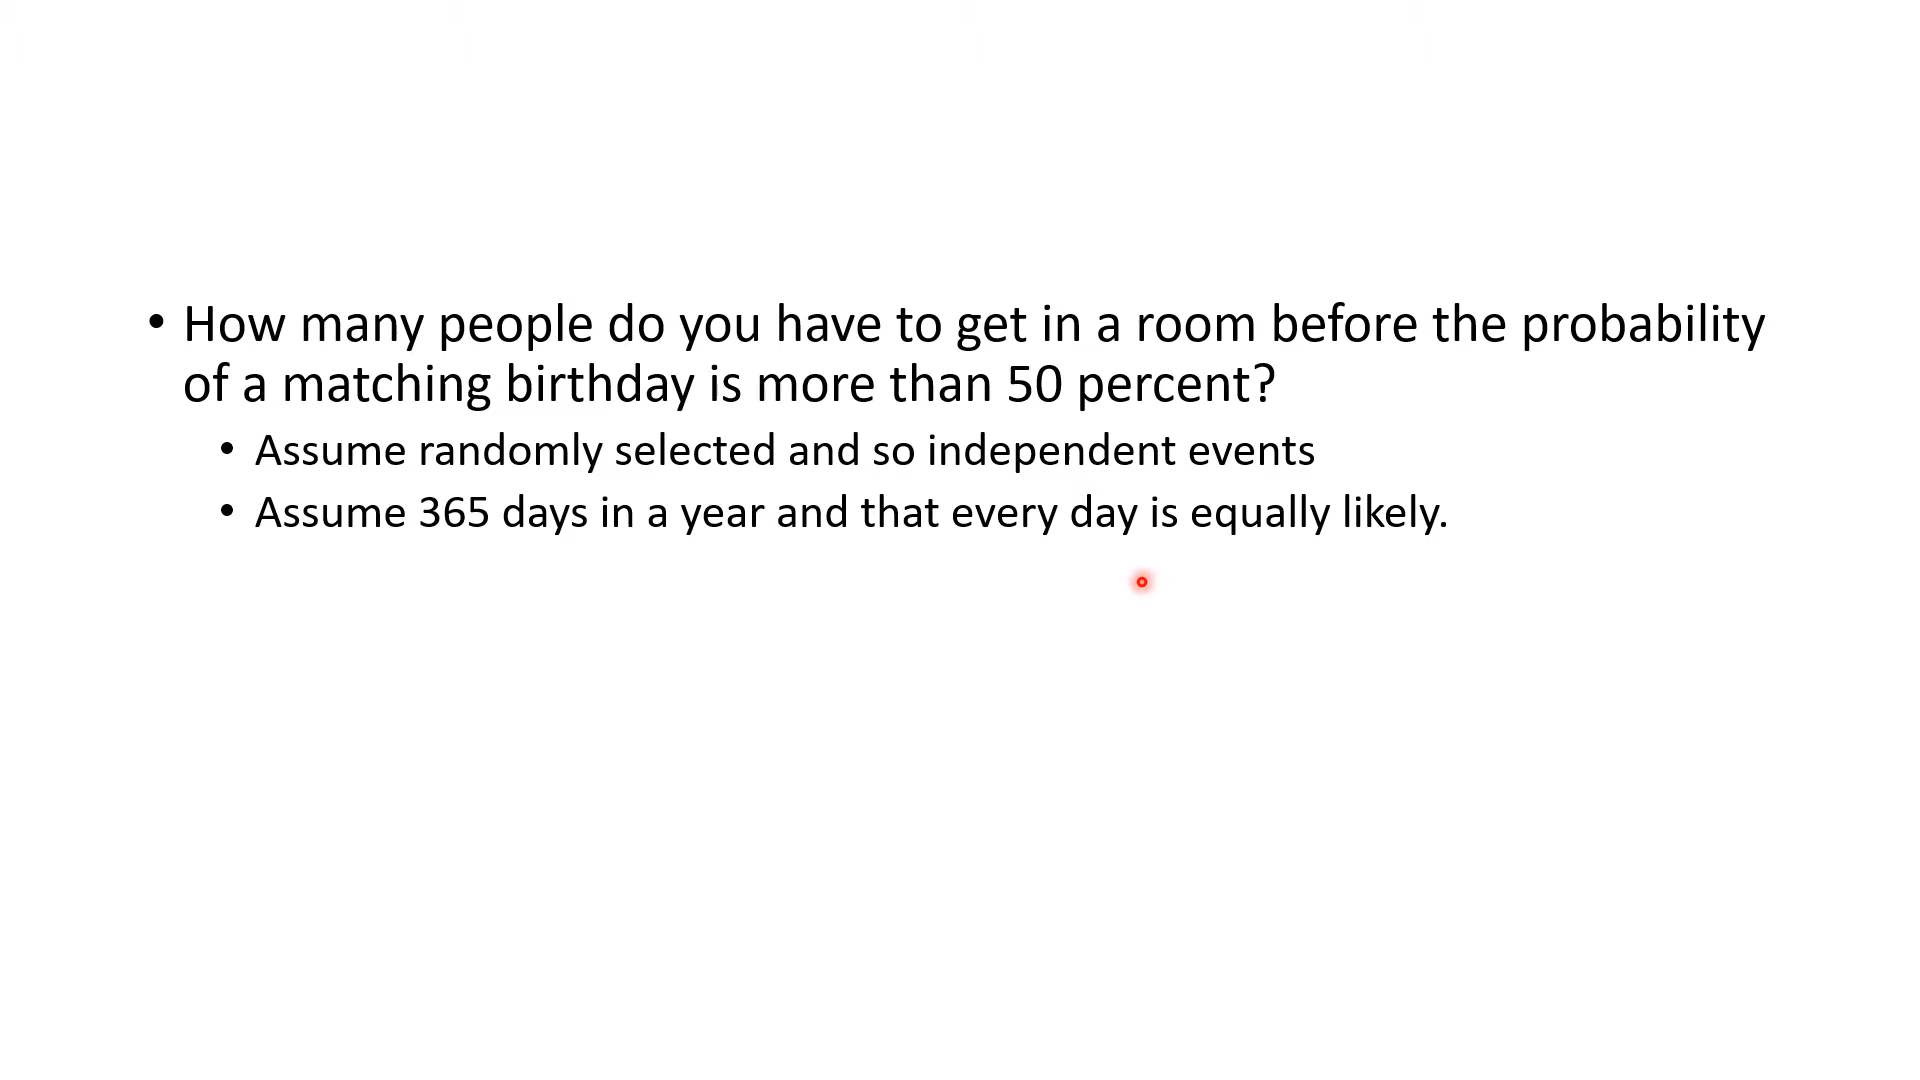 • How many people do you have to get in a room before the probability
of a matching birthday is more than 50 percent?
• Assume randomly selected and so independent events
• Assume 365 days in a year and that every day is equally likely.